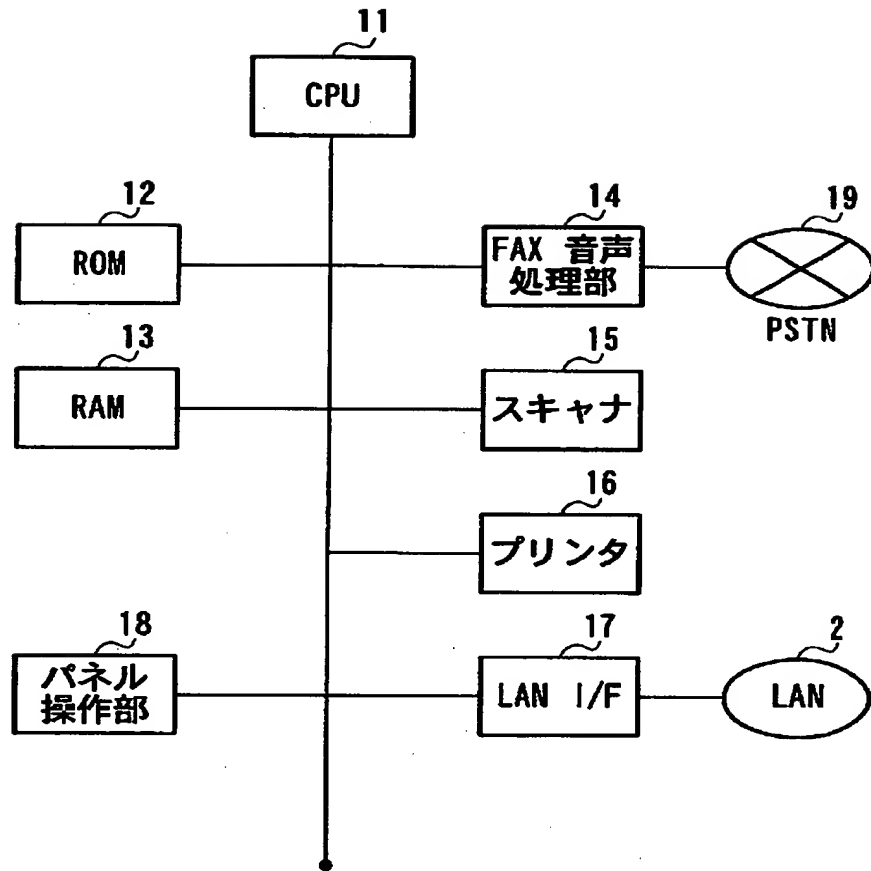 11
CPU
12
ROM
14
FAX 音声
処理部
19
PSTN
13
RAM
15
スキャナ
16
プリンタ
18
パネル
操作部
17
LAN I/F
2
LAN